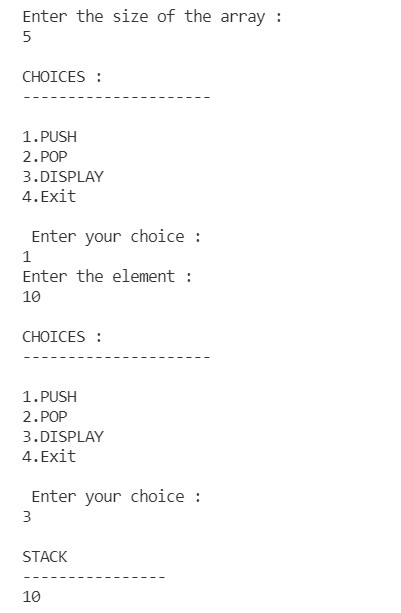 Enter the size of the array :
5
CHOICES :
---------------------
1.PUSH
2.POP
3.DISPLAY
4.Exit
Enter your choice :
1
Enter the element :
10
CHOICES :
---------------------
1.PUSH
2.POP
3.DISPLAY
4.Exit
Enter your choice :
3
STACK
----------------
10